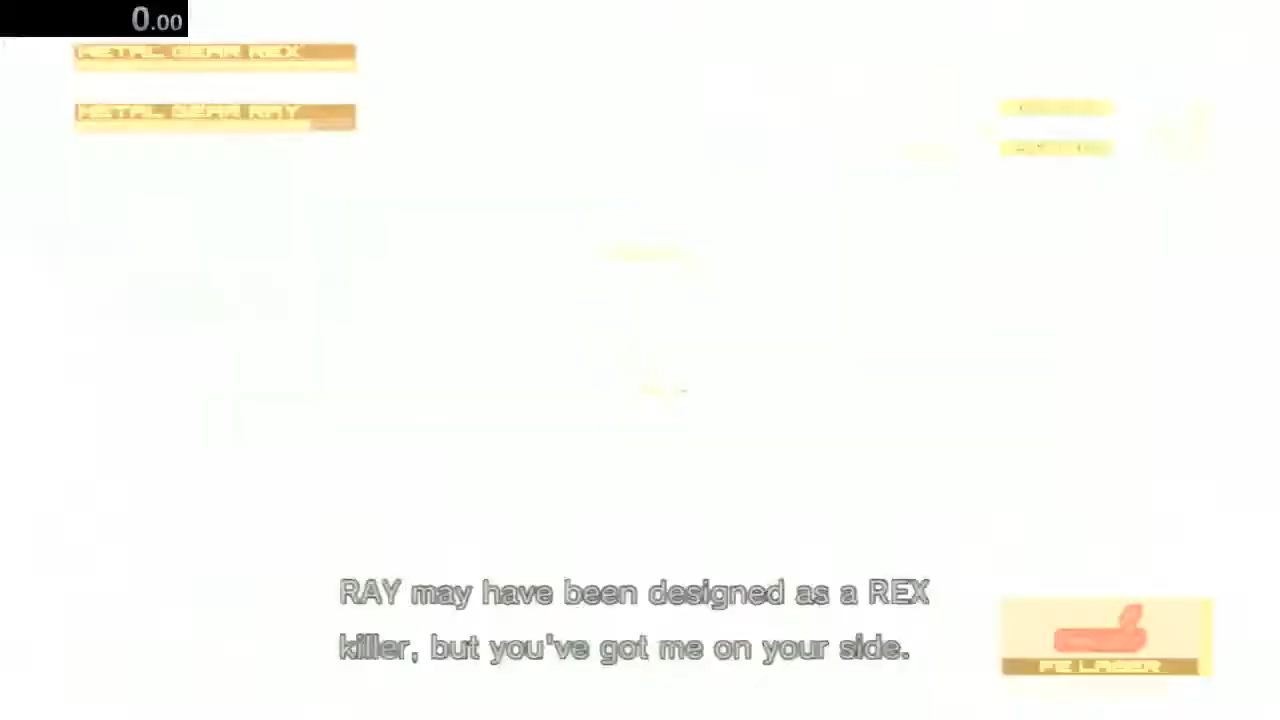 0.00
METAL GEAR REX
METAL GEAR RAY
RAY may have been designed as a REX
killer, but you've got me on your side.
FE LASER